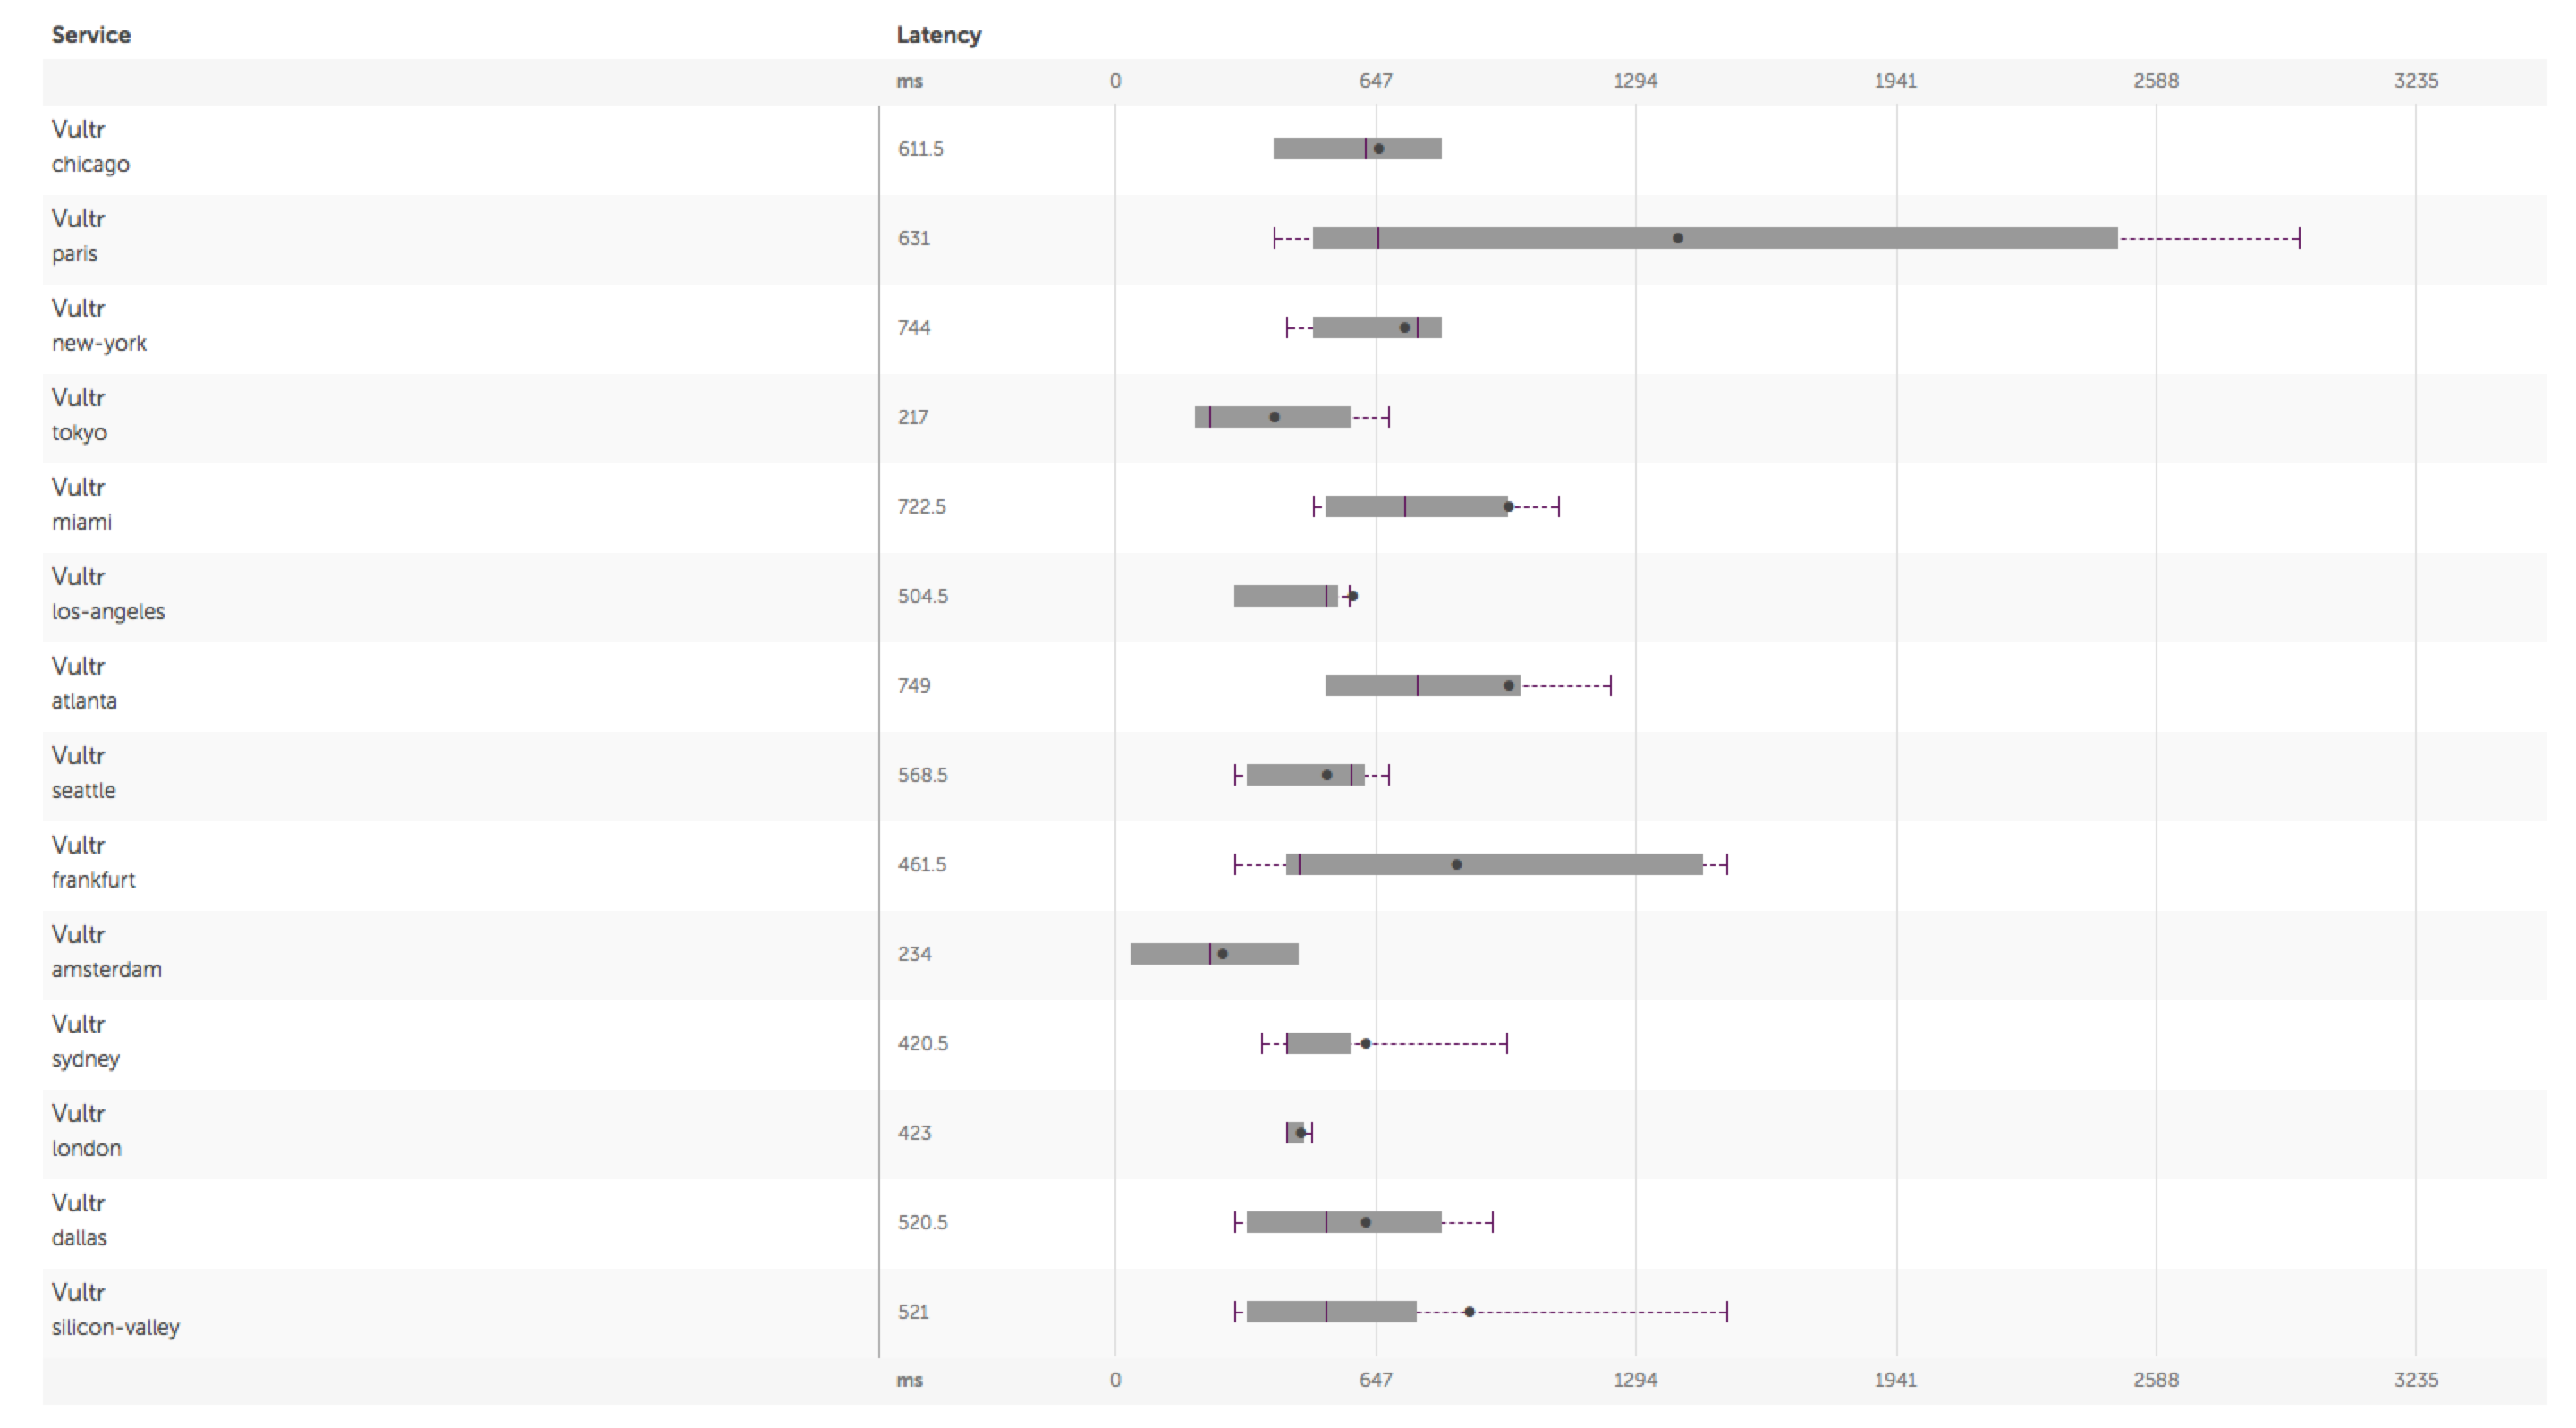 Service Latency
ms 0 647 1294 1941 2588 3235
Vultr
chicago
611.5
Vultr
paris
631
Vultr
new-york
744
Vultr
tokyo
217
Vultr
miami
722.5
Vultr
los-angeles
504.5
Vultr
atlanta
749
Vultr
seattle
568.5
Vultr
frankfurt
461.5
Vultr
amsterdam
234
Vultr
sydney
420.5
Vultr
london
423
Vultr
dallas
520.5
Vultr
silicon-valley
521
ms 0 647 1294 1941 2588 3235